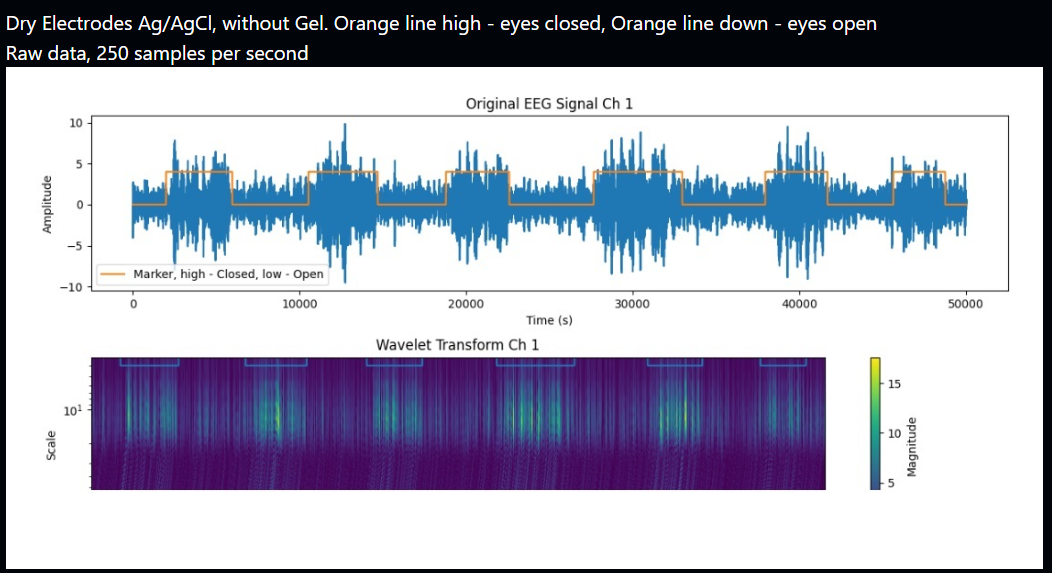 Dry Electrodes Ag/AgCl, without Gel. Orange line high - eyes closed, Orange line down - eyes open
Raw data, 250 samples per second
Original EEG Signal Ch 1
10
5
0
−5
−10
Amplitude
Marker, high - Closed, low - Open
0 10000 20000 30000 40000 50000
Time (s)
Wavelet Transform Ch 1
10¹
Scale
15
10
5
Magnitude